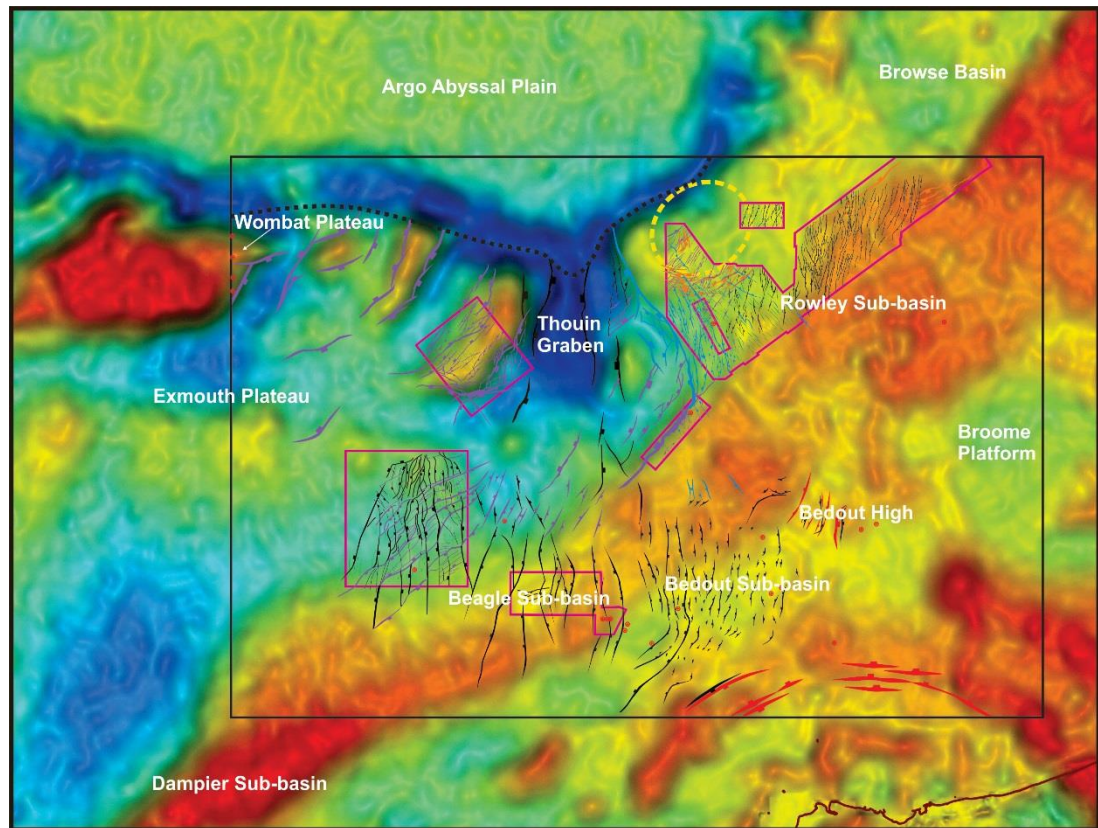 Browse Basin
Argo Abyssal Plain
Wombat Plateau
Rowley Sub-basin
Thouin
Graben
Exmouth Plateau
Broome
Platform
Bedout High
Bedout Sub-basin
Beagle Sub-basin
Dampier Sub-basin